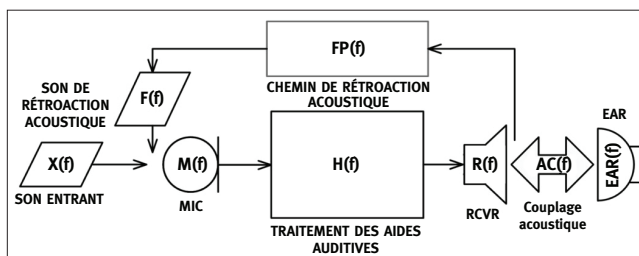 FP(f)
CHEMIN DE RÉTROACTION
ACOUSTIQUE
SON DE
RÉTROACTION
ACOUSTIQUE
F(f)
EAR
X(f)
M(f)
H(f)
R(f)
AC(f)
EAR(f)
SON ENTRANT
MIC
RCVR
Couplage
acoustique
TRAITEMENT DES AIDES
AUDITIVES